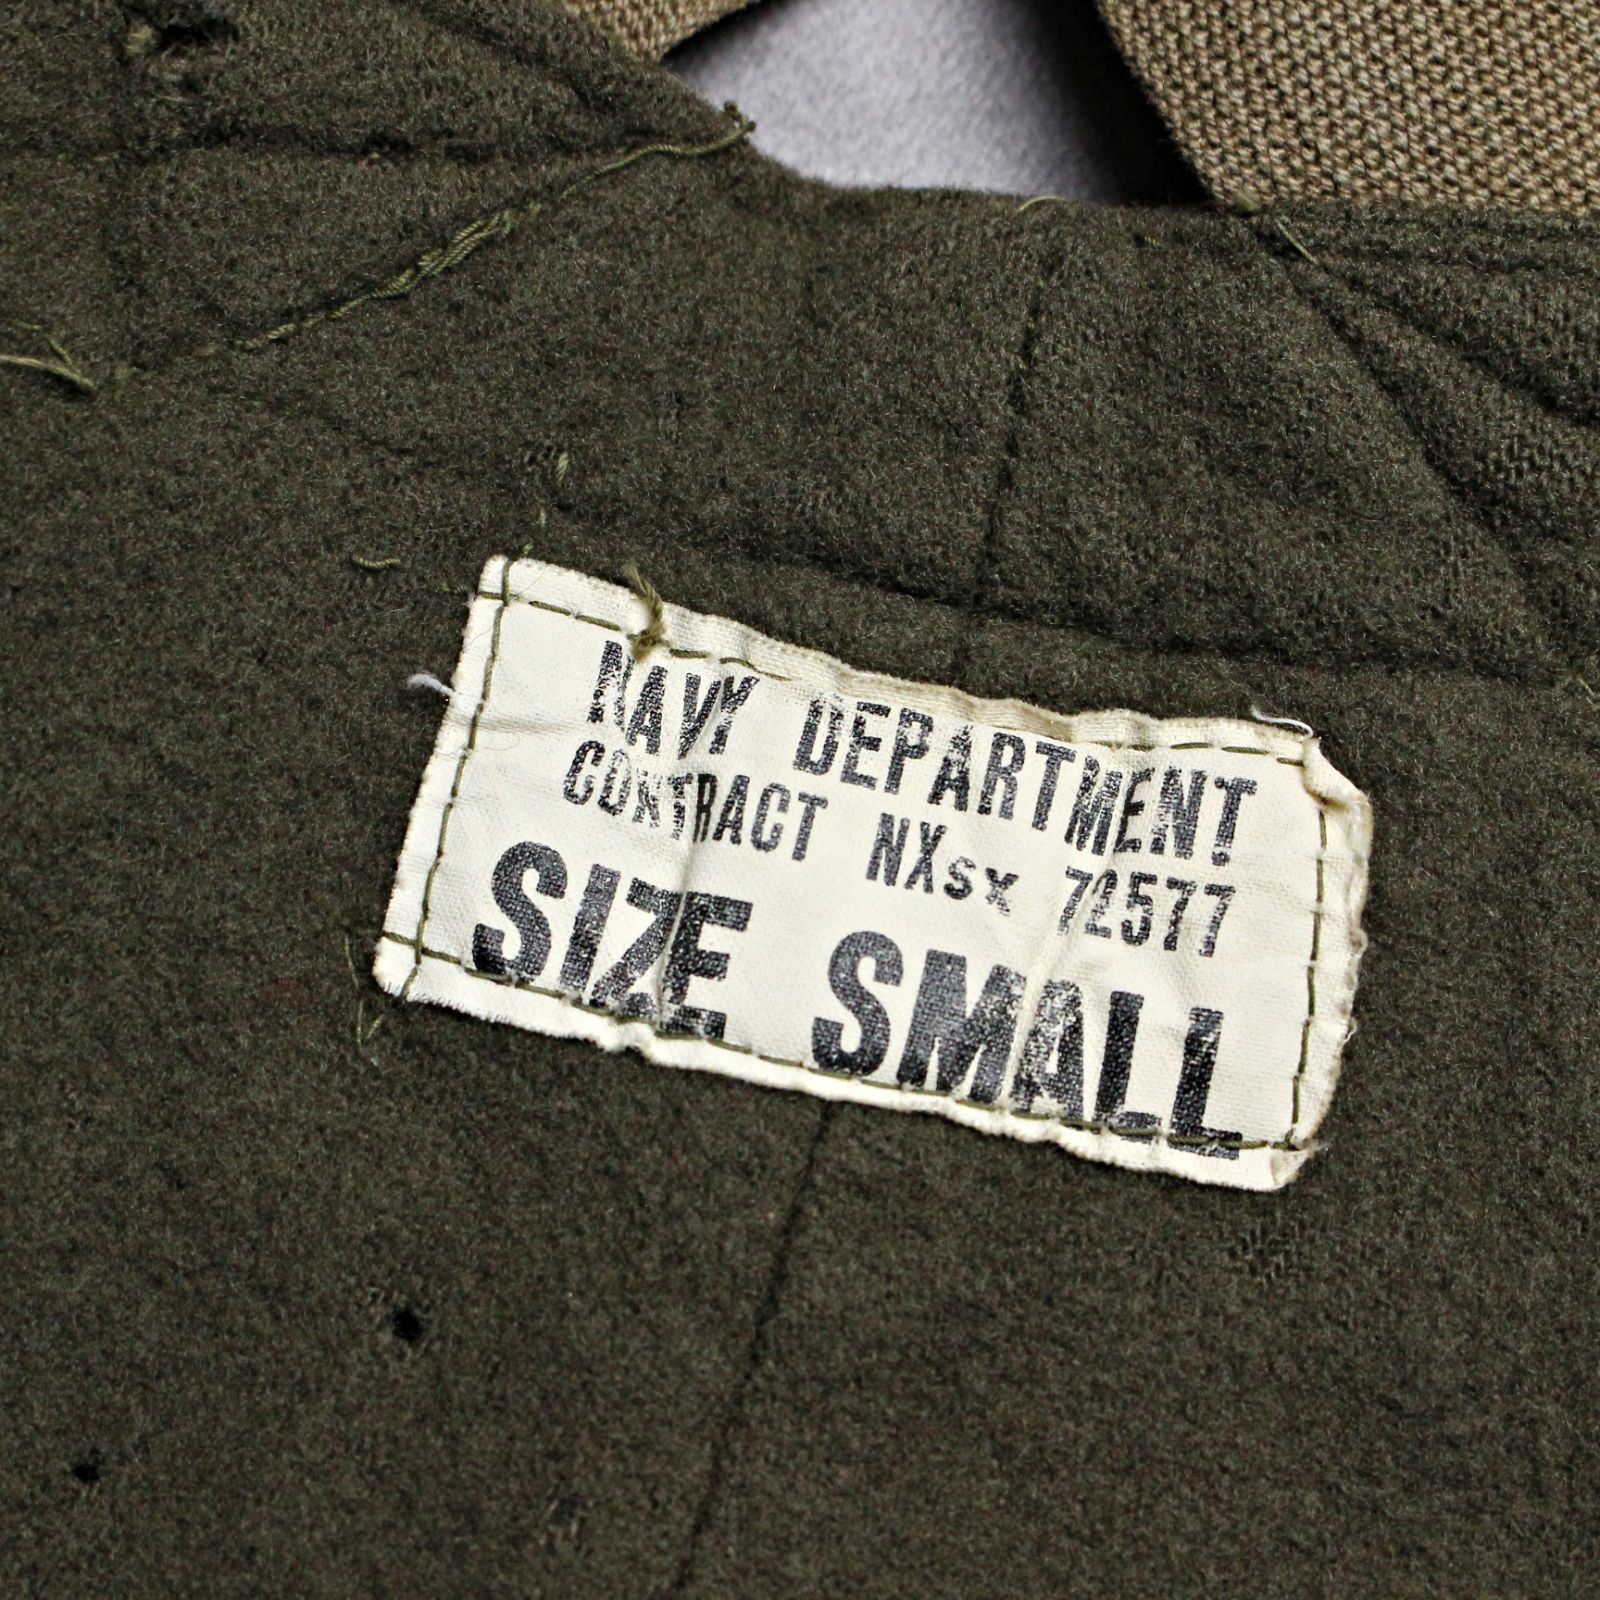 NAVY DEPARTMENT
CONTRACT NXsx 72577
SIZE SMALL